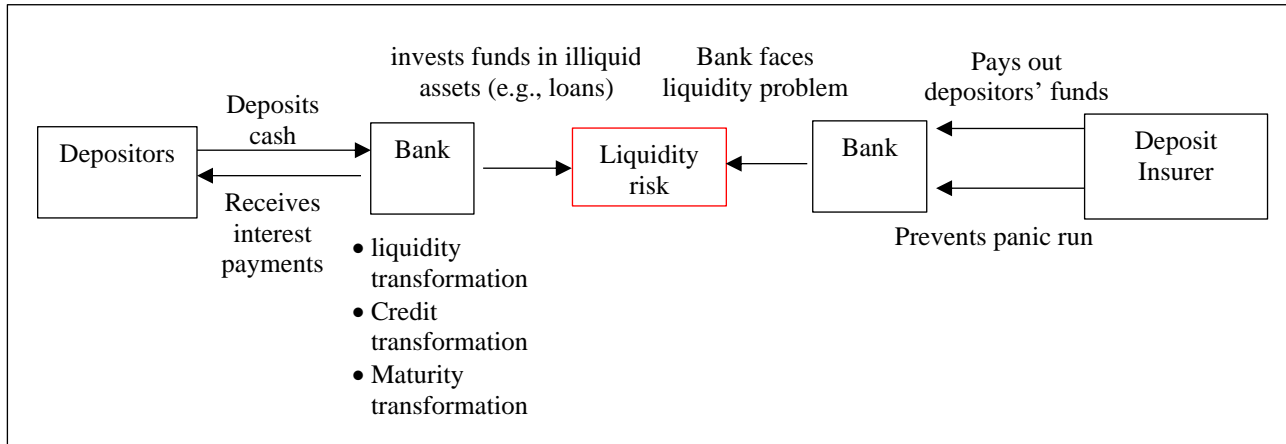 invests funds in illiquid
assets (e.g., loans)
Bank faces
liquidity problem
Pays out
depositors’ funds
Deposits
cash
Depositors
Bank
Liquidity
risk
Bank
Deposit
Insurer
Receives
interest
payments
Prevents panic run
• liquidity
transformation
• Credit
transformation
• Maturity
transformation